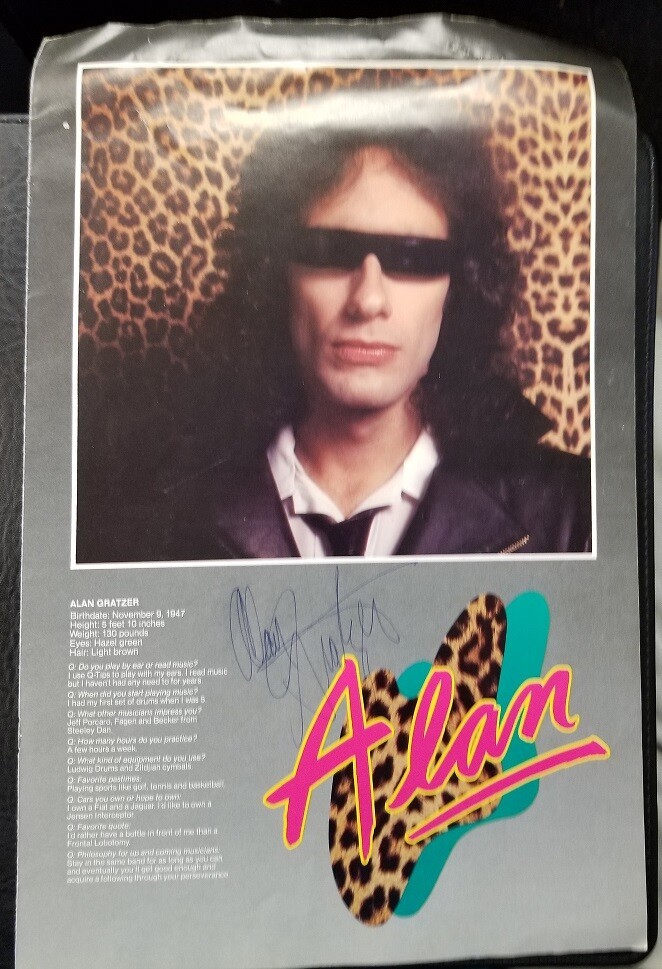 ALAN GRATZER
Birthdate: November 9, 1947
Height: 5 feet 10 inches
Weight: 130 pounds
Eyes: Hazel green
Hair: Light brown
Q: Do you play by ear or read music?
I use Q-Tips to play with my ears. I read music
but I haven't had any need to for years.
Q: When did you start playing music?
I had my first set of drums when I was 5.
Q: What other musicians impress you?
Jeff Porcaro, Fagen and Becker from
Steeley Dan.
Q: How many hours do you practice?
A few hours a week.
Q: What kind of equipment do you use?
Ludwig Drums and Zildjian cymbals
Q: Favorite pastimes:
Playing sports like golf, tennis and basketball.
Q: Cars you own or hope to own:
I own a Fiat and a Jaguar. I'd like to own a
Jensen Interceptor.
Q: Favorite quote:
I'd rather have a bottle in front of me than a
Frontal Lobotomy
Q: Philosophy for up and coming musicians:
Stay in the same band for as long as you can
and eventually you'll get good enough and
acquire a following through your perseverance
Alan Gratzer
Alan